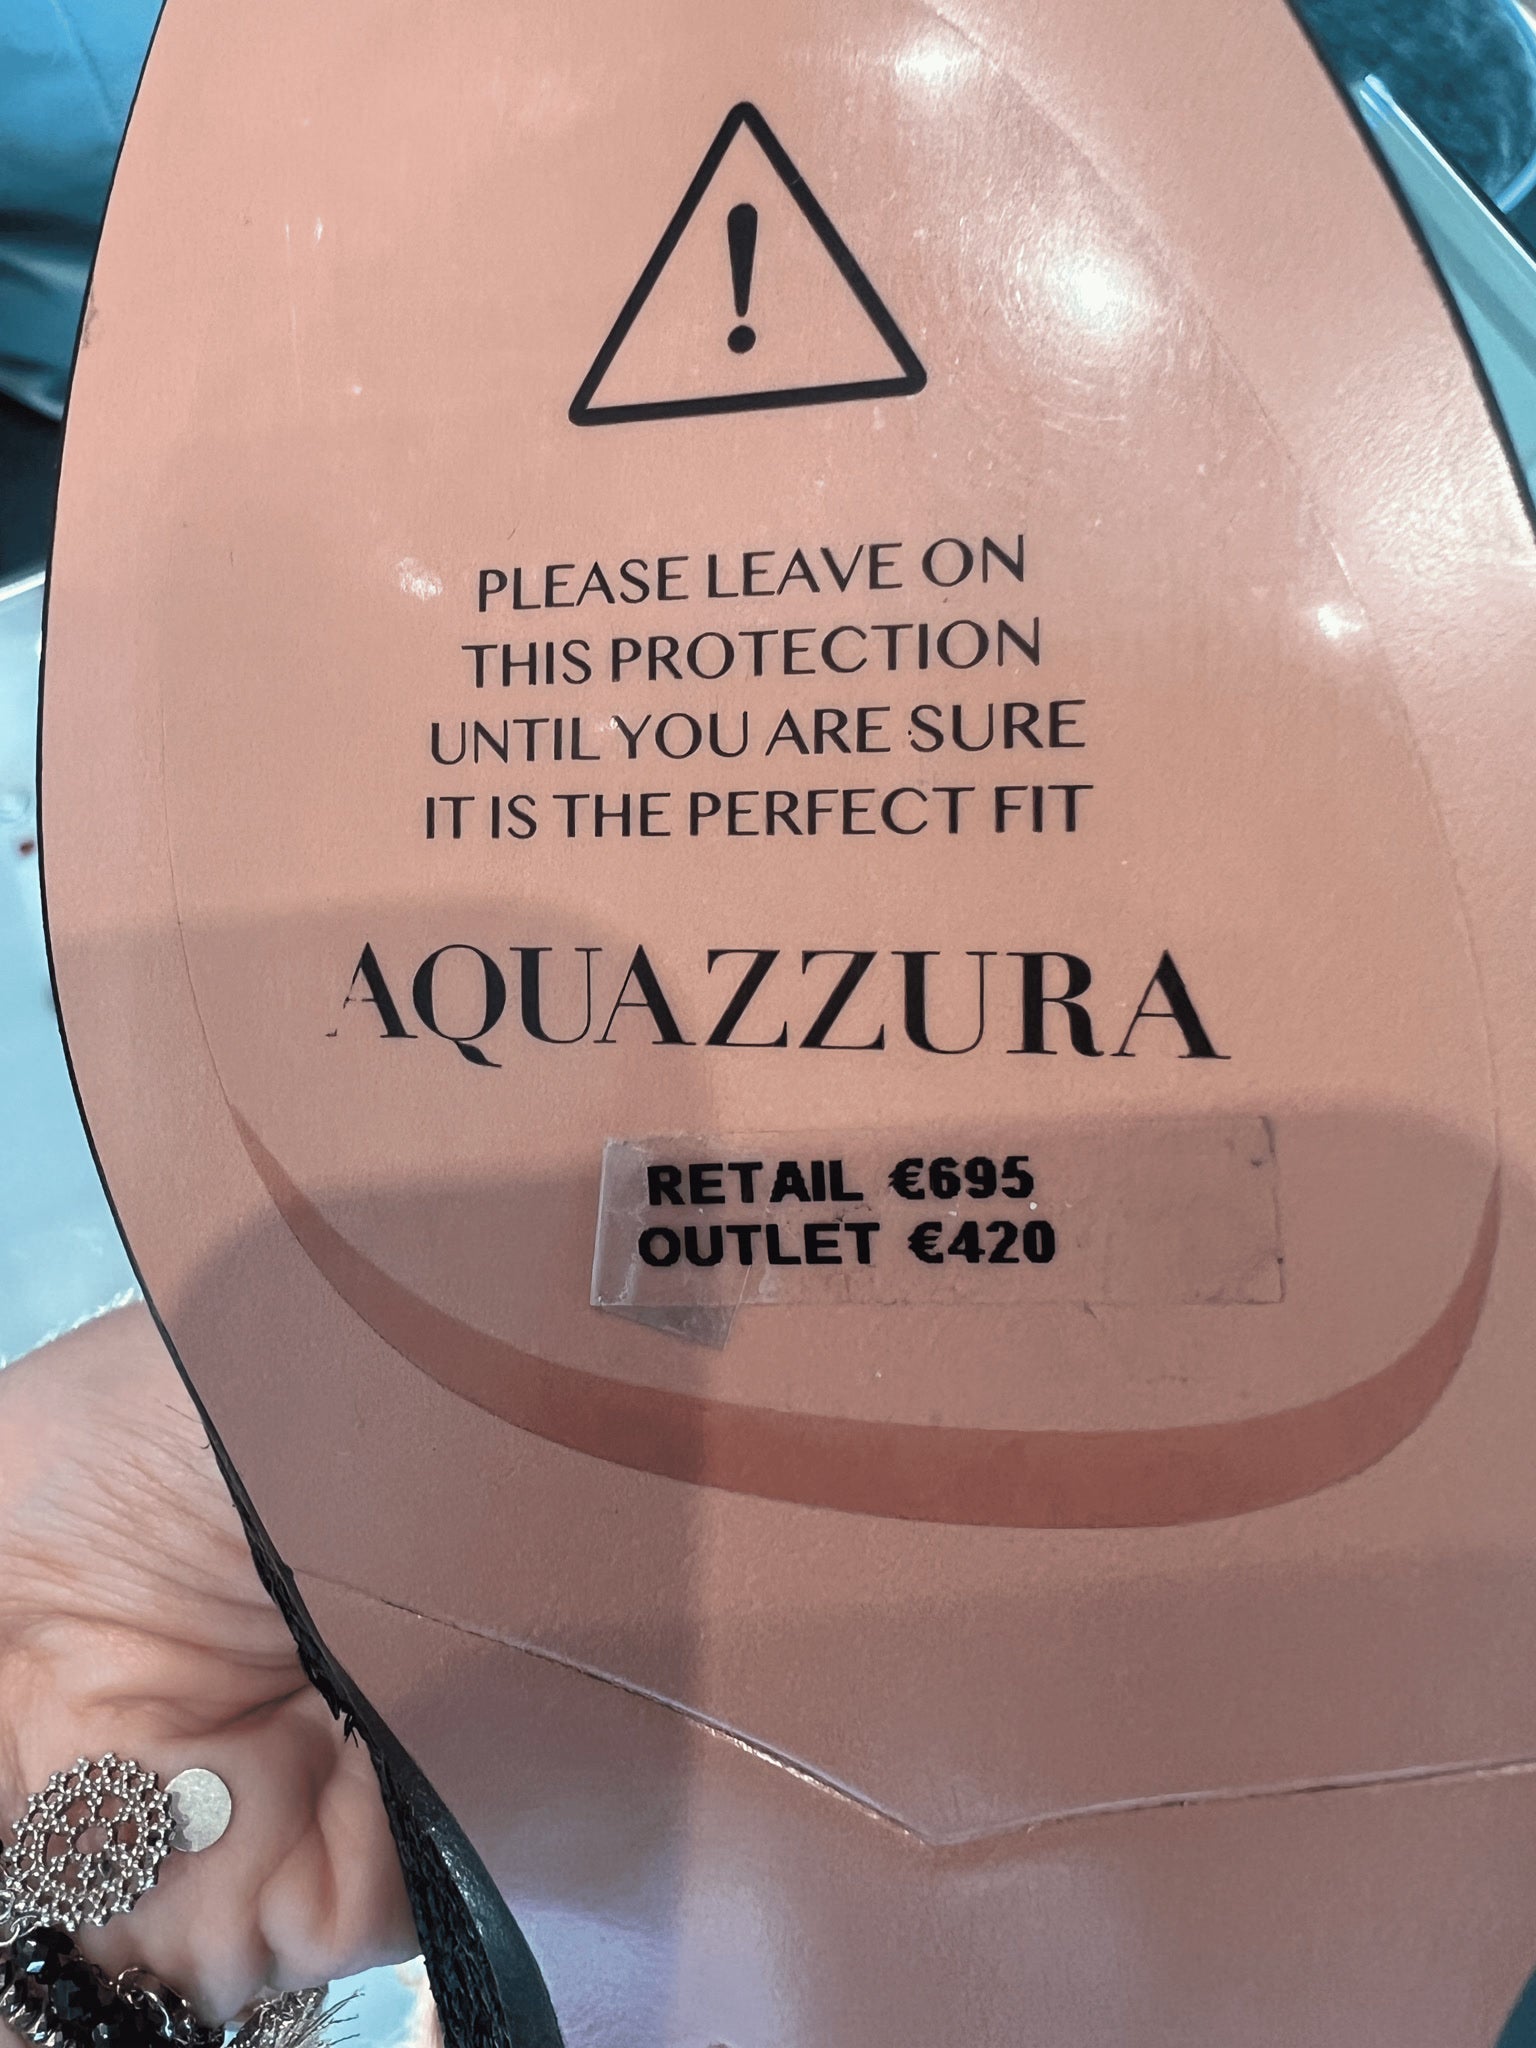 PLEASE LEAVE ON
THIS PROTECTION
UNTIL YOU ARE SURE
IT IS THE PERFECT FIT
AQUAZZURA
RETAIL €695
OUTLET €420